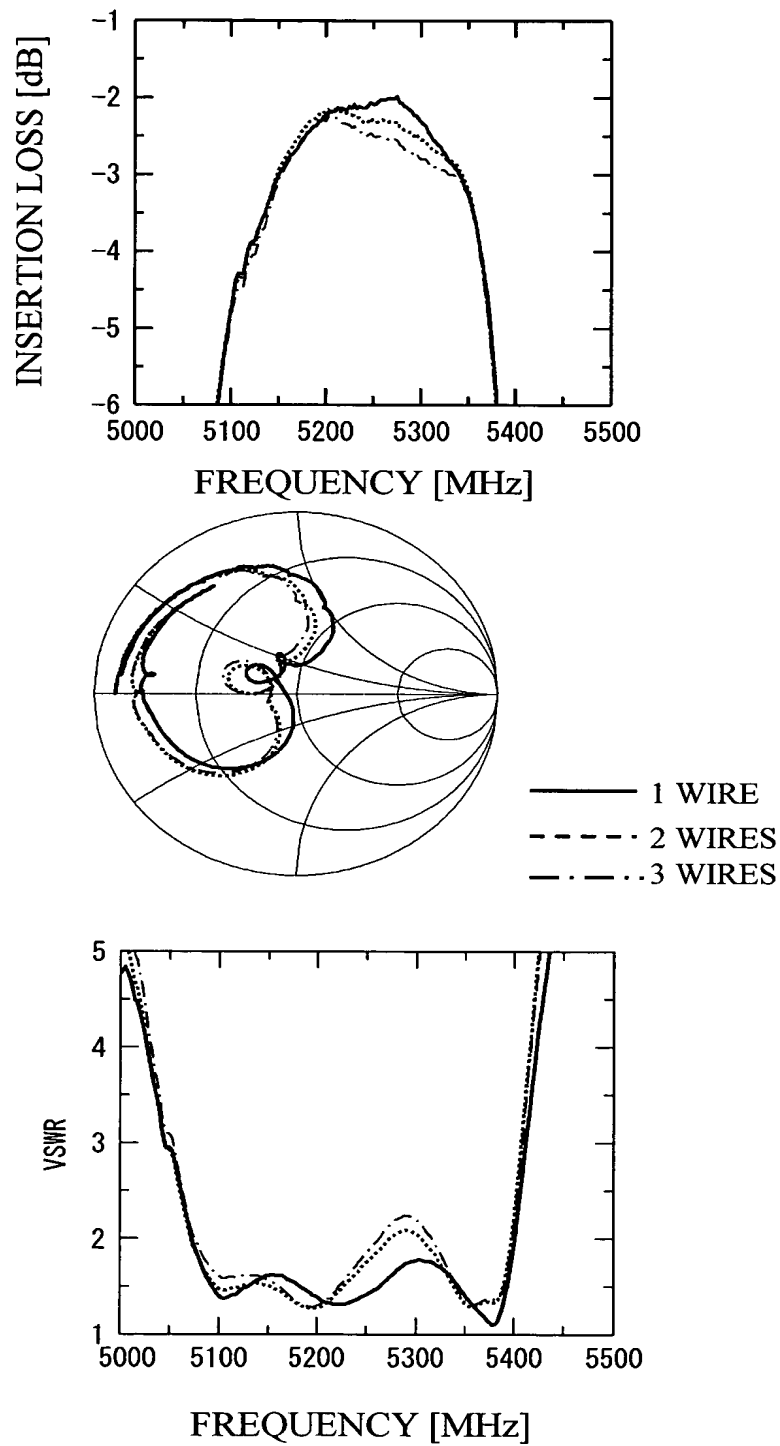 INSERTION LOSS [dB]
-1
-2
-3
-4
-5
-6
5000 5100 5200 5300 5400 5500
FREQUENCY [MHz]
1 WIRE
2 WIRES
3 WIRES
VSWR
5
4
3
2
1
5000 5100 5200 5300 5400 5500
FREQUENCY [MHz]